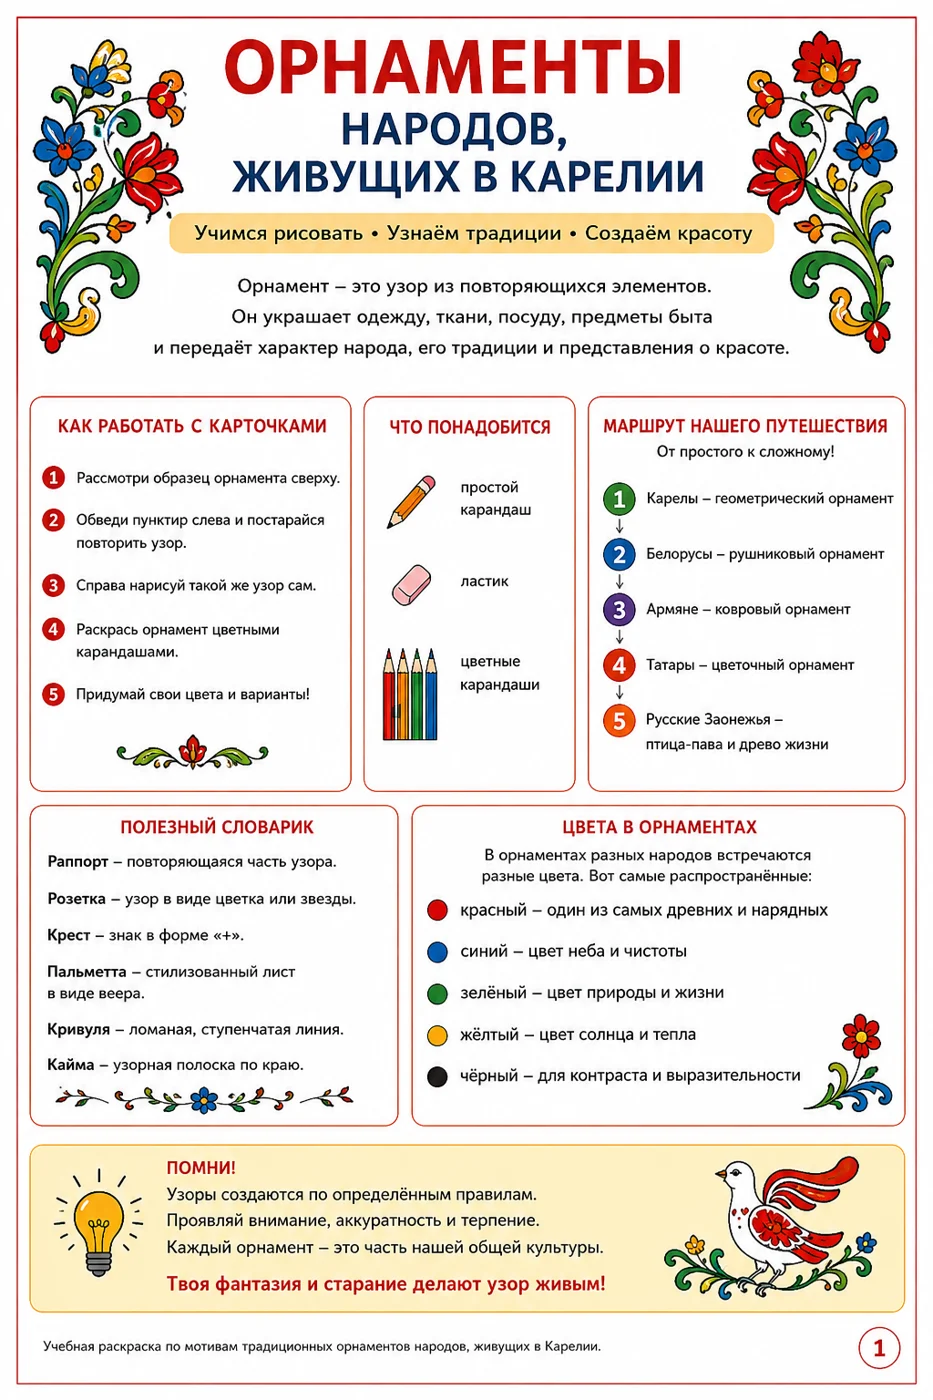 ОРНАМЕНТЫ
НАРОДОВ,
ЖИВУЩИХ В КАРЕЛИИ
Учимся рисовать • Узнаём традиции • Создаём красоту
Орнамент – это узор из повторяющихся элементов.
Он украшает одежду, ткани, посуду, предметы быта
и передаёт характер народа, его традиции и представления о красоте.
КАК РАБОТАТЬ С КАРТОЧКАМИ
1 Рассмотри образец орнамента сверху.
2 Обведи пунктир слева и постарайся
повторить узор.
3 Справа нарисуй такой же узор сам.
4 Раскрась орнамент цветными
карандашами.
5 Придумай свои цвета и варианты!
ЧТО ПОНАДОБИТСЯ
простой
карандаш
ластик
цветные
карандаши
МАРШРУТ НАШЕГО ПУТЕШЕСТВИЯ
От простого к сложному!
1 Карелы – геометрический орнамент
2 Белорусы – рушниковый орнамент
3 Армяне – ковровый орнамент
4 Татары – цветочный орнамент
5 Русские Заонежья –
птица-пава и древо жизни
ПОЛЕЗНЫЙ СЛОВАРИК
Раппорт – повторяющаяся часть узора.
Розетка – узор в виде цветка или звезды.
Крест – знак в форме «+».
Пальметта – стилизованный лист
в виде веера.
Кривуля – ломаная, ступенчатая линия.
Кайма – узорная полоска по краю.
ЦВЕТА В ОРНАМЕНТАХ
В орнаментах разных народов встречаются
разные цвета. Вот самые распространённые:
красный – один из самых древних и нарядных
синий – цвет неба и чистоты
зелёный – цвет природы и жизни
жёлтый – цвет солнца и тепла
чёрный – для контраста и выразительности
ПОМНИ!
Узоры создаются по определённым правилам.
Проявляй внимание, аккуратность и терпение.
Каждый орнамент – это часть нашей общей культуры.
Твоя фантазия и старание делают узор живым!
Учебная раскраска по мотивам традиционных орнаментов народов, живущих в Карелии.
1